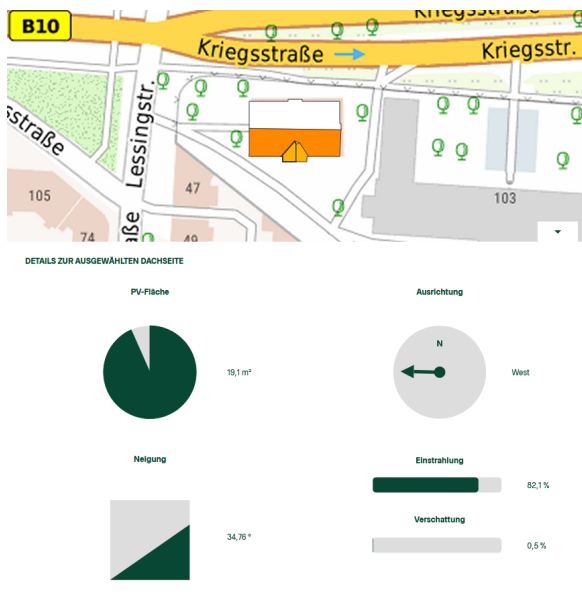 B10
Kriegsstraße
Kriegsstraße →
Kriegsstr.
Lessingstr.
sstraße
47
105
103
74
49
aße
DETAILS ZUR AUSGEWÄHLTEN DACHSEITE
PV-Fläche
Ausrichtung
N
19,1 m²
West
Neigung
Einstrahlung
82,1 %
Verschattung
34,76 °
0,5 %